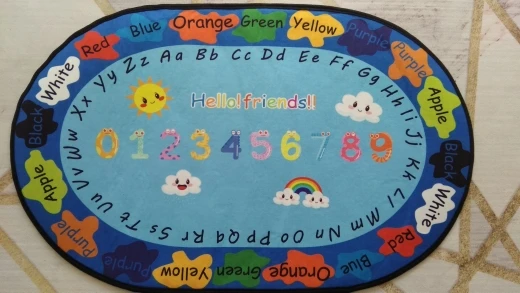 Red
Blue
Orange
Green
Yellow
Purple
Purple
Apple
Black
White
Red
Blue
Orange
Green
Yellow
Purple
Purple
Apple
Black
White
Aa Bb Cc Dd Ee Ff Gg Hh Ii Jj Kk Ll Mm Nn Oo Pp Qq Rr Ss Tt Uu Vv Ww Xx Yy Zz
Hello! friends!!
0 1 2 3 4 5 6 7 8 9